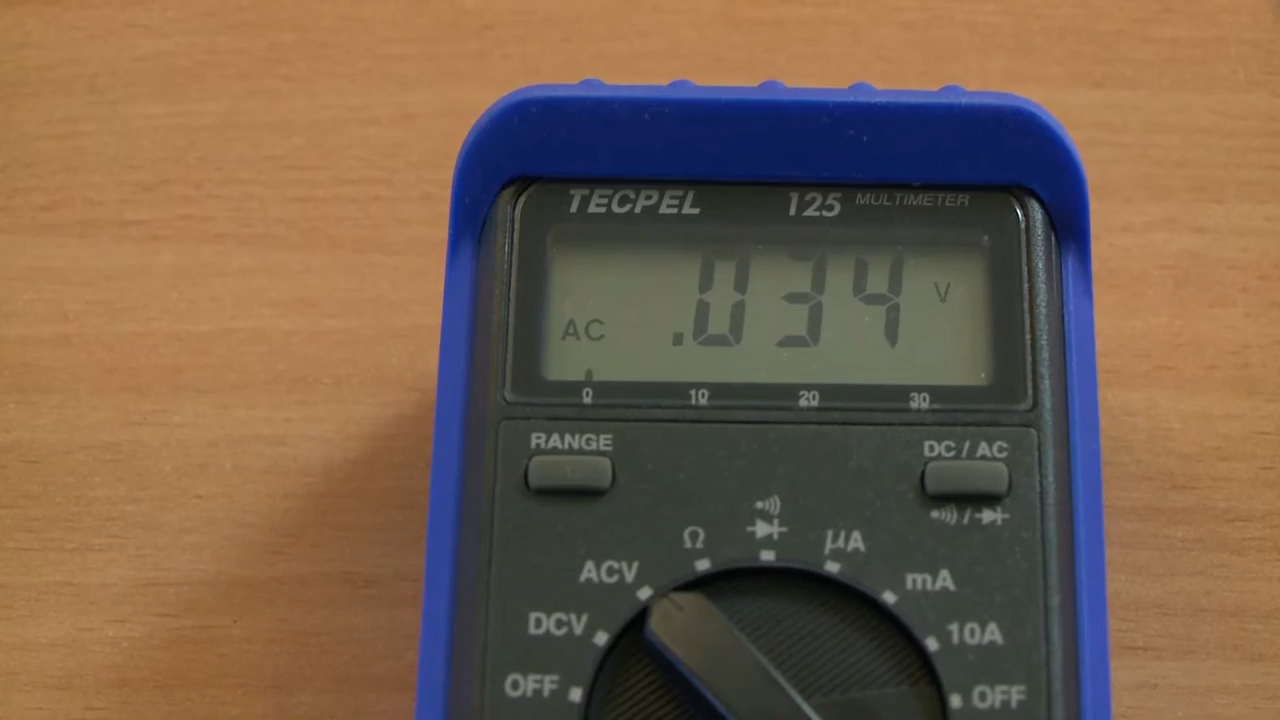 TECPEL 125 MULTIMETER
.034 V
AC
0 10 20 30
RANGE
DC / AC
Ω
μA
ACV
mA
DCV
10A
OFF
OFF